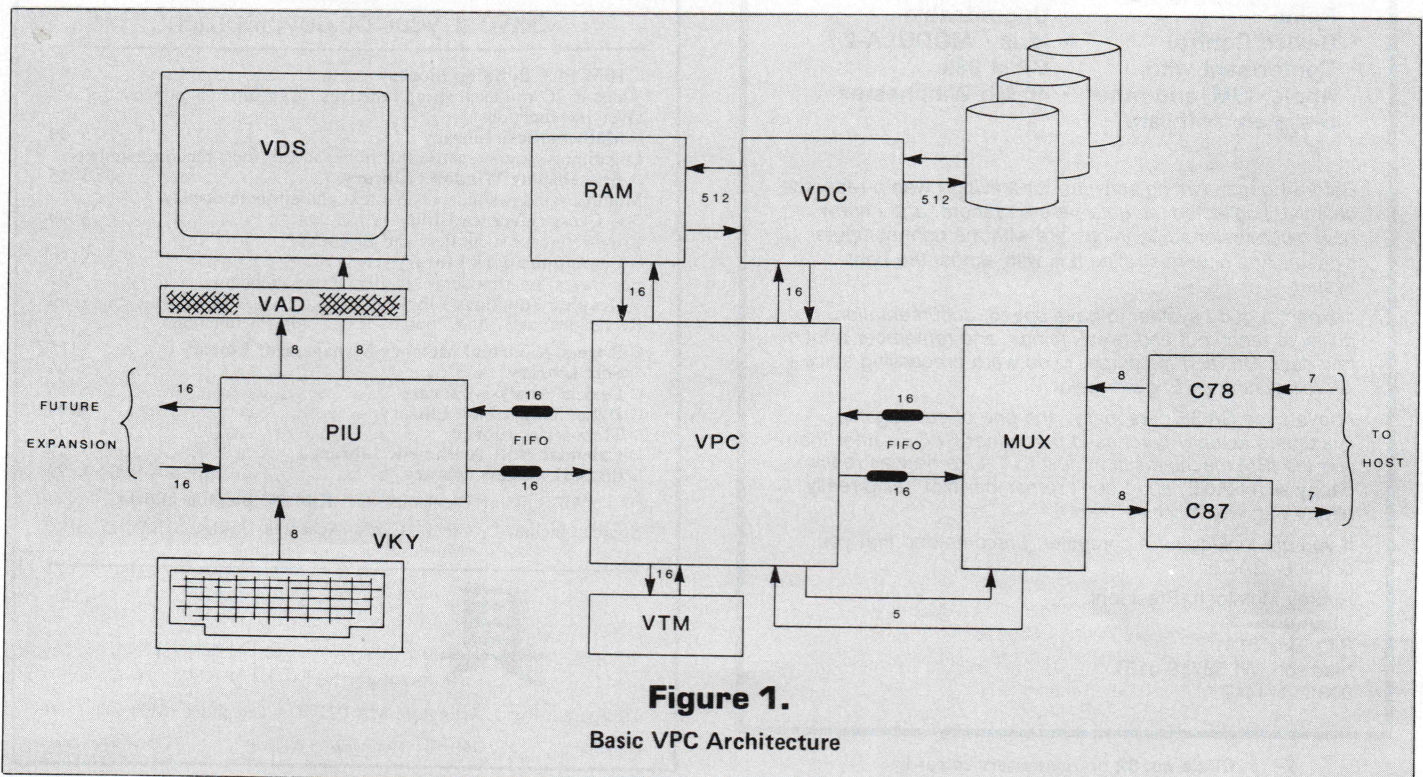 VDS
RAM
VDC
512
512
VAD
16
16
8
8
FUTURE
EXPANSION
16
16
PIU
16
FIFO
16
VPC
16
FIFO
16
MUX
8
C78
7
8
C87
7
TO
HOST
8
VKY
16
VTM
5
Figure 1.
Basic VPC Architecture